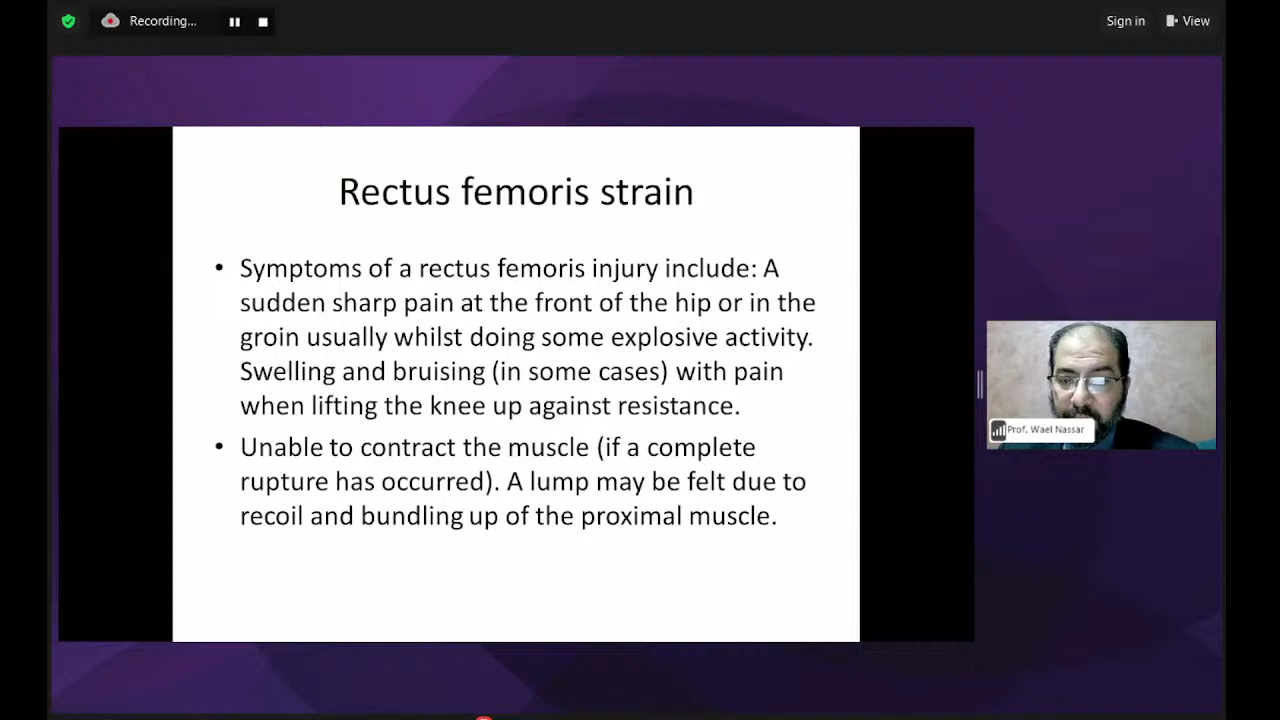 Recording...
Sign in
View
Rectus femoris strain
• Symptoms of a rectus femoris injury include: A
sudden sharp pain at the front of the hip or in the
groin usually whilst doing some explosive activity.
Swelling and bruising (in some cases) with pain
when lifting the knee up against resistance.
• Unable to contract the muscle (if a complete
rupture has occurred). A lump may be felt due to
recoil and bundling up of the proximal muscle.
Prof. Wael Nassar